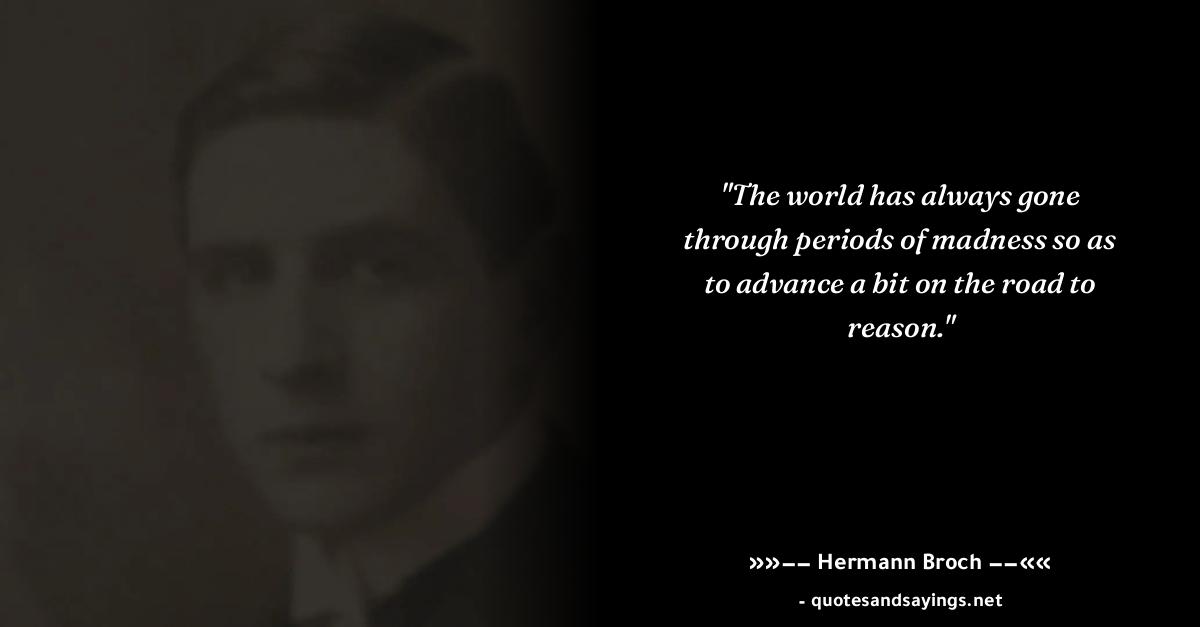 "The world has always gone
through periods of madness so as
to advance a bit on the road to
reason."
»»−− Hermann Broch −−««
- quotesandsayings.net